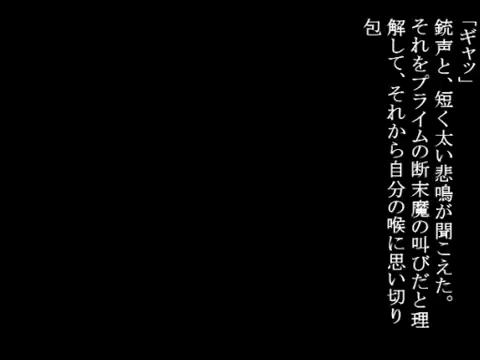 「ギャッ」
銃声と、短く太い悲鳴が聞こえた。
それをプライムの断末魔の叫びだと理
解して、それから自分の喉に思い切り
包